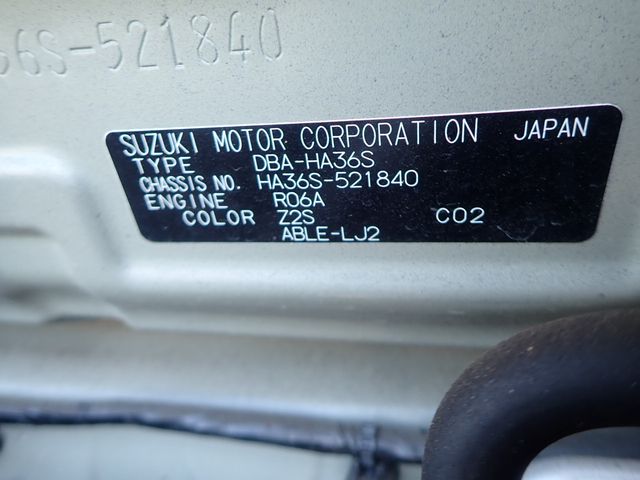 36S-521840
SUZUKI MOTOR CORPORATION JAPAN
TYPE DBA-HA36S
CHASSIS NO. HA36S-521840
ENGINE R06A
COLOR Z2S C02
ABLE-LJ2